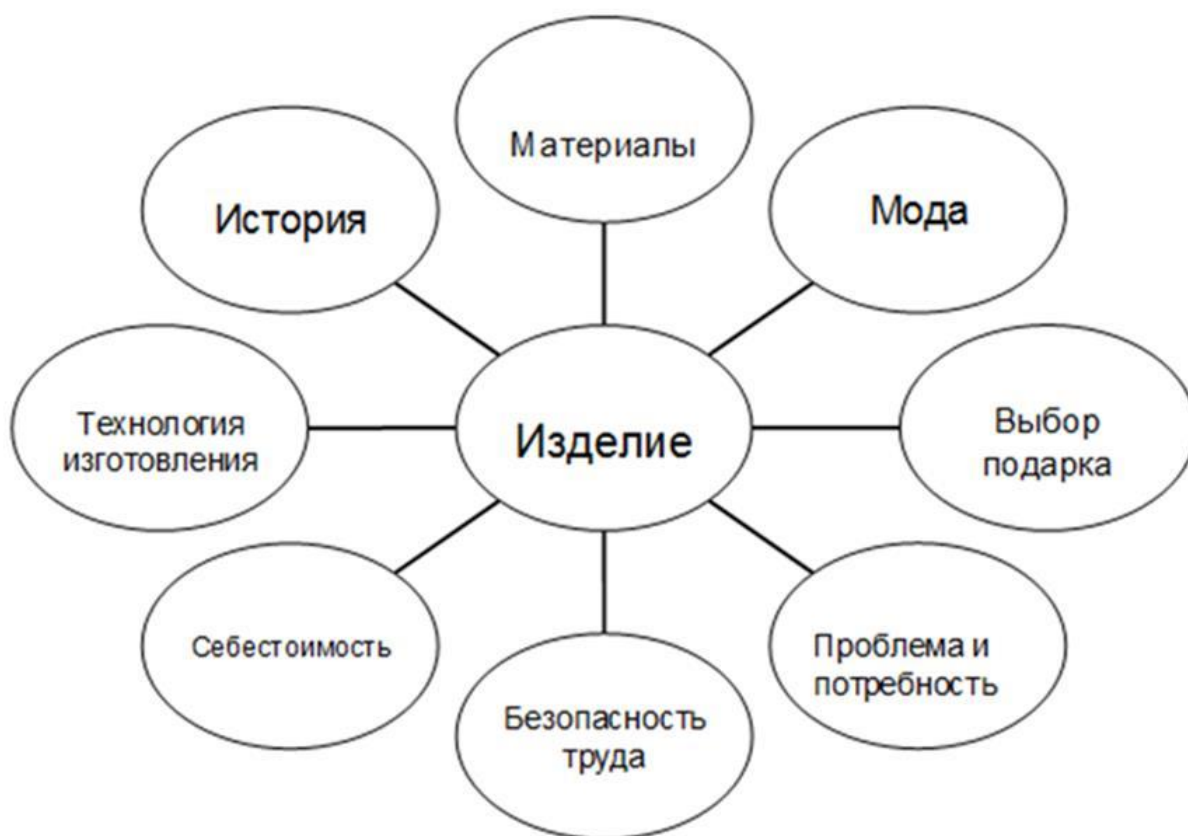 Материалы
История
Мода
Технология
изготовления
Изделие
Выбор
подарка
Себестоимость
Проблема и
потребность
Безопасность
труда